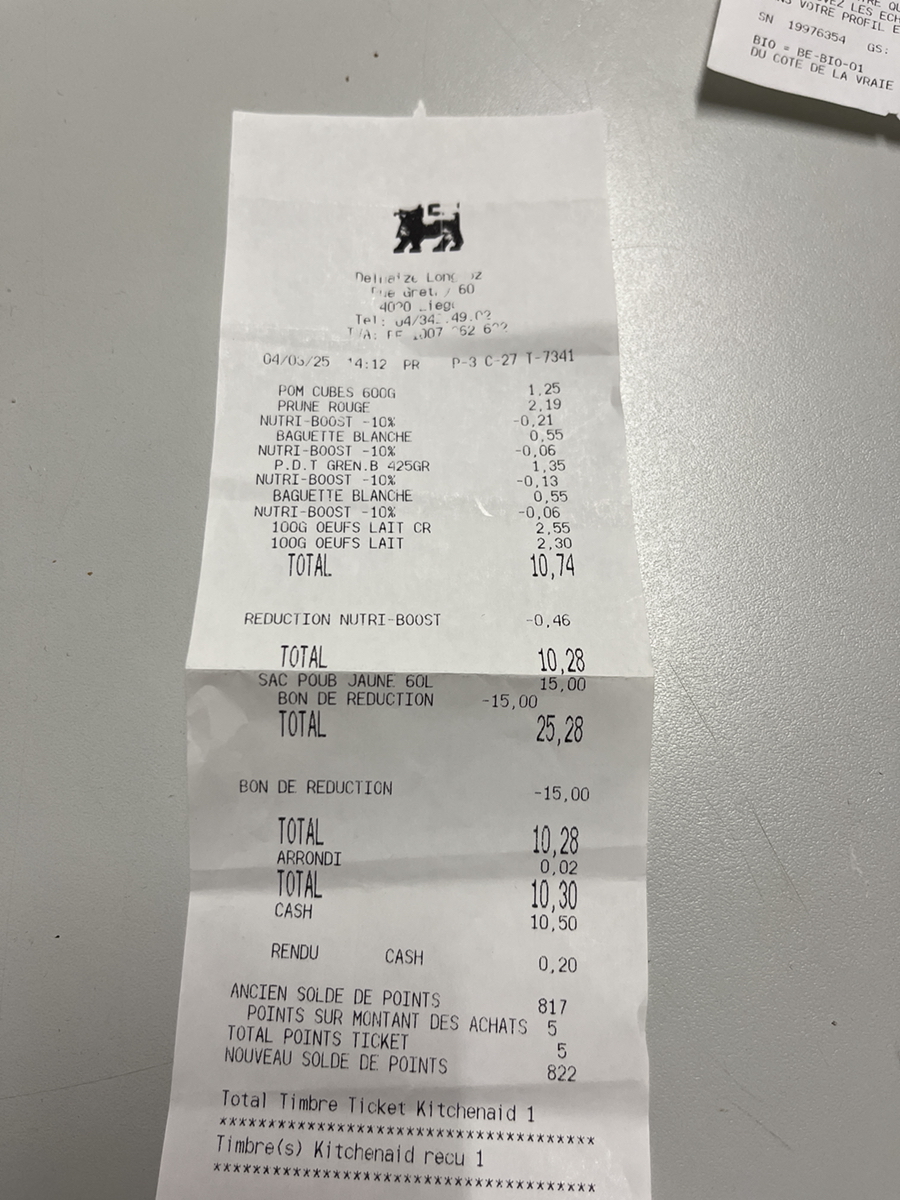 TRE
VEZ LES ECH
VOTRE PROFIL E
SN 19976354 GS:
BIO = BE-BIO-01
DU COTE DE LA VRAIE
60
Tel:
P-3 C-27 T-7341
PR
POM CUBES 600G 1,25
PRUNE ROUGE 2,19
NUTRI-BOOST -10% -0,21
BAGUETTE BLANCHE 0,55
NUTRI-BOOST -10% -0,06
P.D.T GREN.B 425GR 1,35
NUTRI-BOOST -10% -0,13
BAGUETTE BLANCHE 0,55
NUTRI-BOOST -10% -0,06
100G OEUFS LAIT CR 2,55
100G OEUFS LAIT 2,30
TOTAL 10,74
REDUCTION NUTRI-BOOST -0,46
TOTAL 10,28
SAC POUB JAUNE 60L 15,00
BON DE REDUCTION -15,00
TOTAL 25,28
BON DE REDUCTION -15,00
TOTAL 10,28
ARRONDI 0,02
TOTAL 10,30
CASH 10,50
RENDU CASH 0,20
ANCIEN SOLDE DE POINTS 817
POINTS SUR MONTANT DES ACHATS 5
TOTAL POINTS TICKET 5
NOUVEAU SOLDE DE POINTS 822
Total Timbre Ticket Kitchenaid 1
**************************************
Timbre(s) Kitchenaid recu 1
**************************************